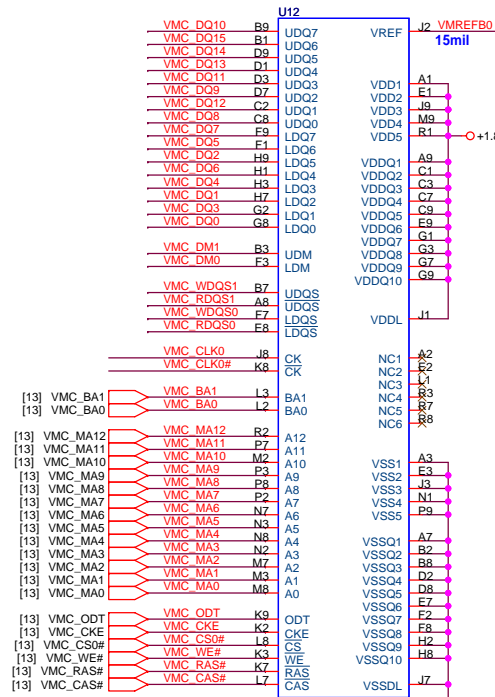 U12
VMC_DQ10 B9 UDQ7 VREF J2 VMREFB0
VMC_DQ15 B1 UDQ6 15mil
VMC_DQ14 D9 UDQ5
VMC_DQ13 D1 UDQ4
VMC_DQ11 D3 UDQ3 VDD1 A1
VMC_DQ9 D7 UDQ2 VDD2 E1
VMC_DQ12 C2 UDQ1 VDD3 J9
VMC_DQ8 C8 UDQ0 VDD4 M9
VMC_DQ7 F9 LDQ7 VDD5 R1 +1.8
VMC_DQ5 F1 LDQ6
VMC_DQ2 H9 LDQ5 VDDQ1 A9
VMC_DQ6 H1 LDQ4 VDDQ2 C1
VMC_DQ4 H3 LDQ3 VDDQ3 C3
VMC_DQ1 H7 LDQ2 VDDQ4 C7
VMC_DQ3 G2 LDQ1 VDDQ5 C9
VMC_DQ0 G8 LDQ0 VDDQ6 E9
VDDQ7 G1
VMC_DM1 B3 UDM VDDQ8 G3
VMC_DM0 F3 LDM VDDQ9 G7
VDDQ10 G9
VMC_WDQS1 B7 UDQS
VMC_RDQS1 A8 UDQS
VMC_WDQS0 F7 LDQS VDDL J1
VMC_RDQS0 E8 LDQS
VMC_CLK0 J8 CK NC1 A2
VMC_CLK0# K8 CK NC2 E2
NC3 L1
[13] VMC_BA1 VMC_BA1 L3 BA1 NC4 R3
[13] VMC_BA0 VMC_BA0 L2 BA0 NC5 R7
NC6 R8
[13] VMC_MA12 VMC_MA12 R2 A12
[13] VMC_MA11 VMC_MA11 P7 A11
[13] VMC_MA10 VMC_MA10 M2 A10 VSS1 A3
[13] VMC_MA9 VMC_MA9 P3 A9 VSS2 E3
[13] VMC_MA8 VMC_MA8 P8 A8 VSS3 J3
[13] VMC_MA7 VMC_MA7 P2 A7 VSS4 N1
[13] VMC_MA6 VMC_MA6 N7 A6 VSS5 P9
[13] VMC_MA5 VMC_MA5 N3 A5
[13] VMC_MA4 VMC_MA4 N8 A4 VSSQ1 A7
[13] VMC_MA3 VMC_MA3 N2 A3 VSSQ2 B2
[13] VMC_MA2 VMC_MA2 M7 A2 VSSQ3 B8
[13] VMC_MA1 VMC_MA1 M3 A1 VSSQ4 D2
[13] VMC_MA0 VMC_MA0 M8 A0 VSSQ5 D8
VSSQ6 E7
[13] VMC_ODT VMC_ODT K9 ODT VSSQ7 F2
[13] VMC_CKE VMC_CKE K2 CKE VSSQ8 F8
[13] VMC_CS0# VMC_CS0# L8 CS VSSQ9 H2
[13] VMC_WE# VMC_WE# K3 WE VSSQ10 H8
[13] VMC_RAS# VMC_RAS# K7 RAS
[13] VMC_CAS# VMC_CAS# L7 CAS VSSDL J7